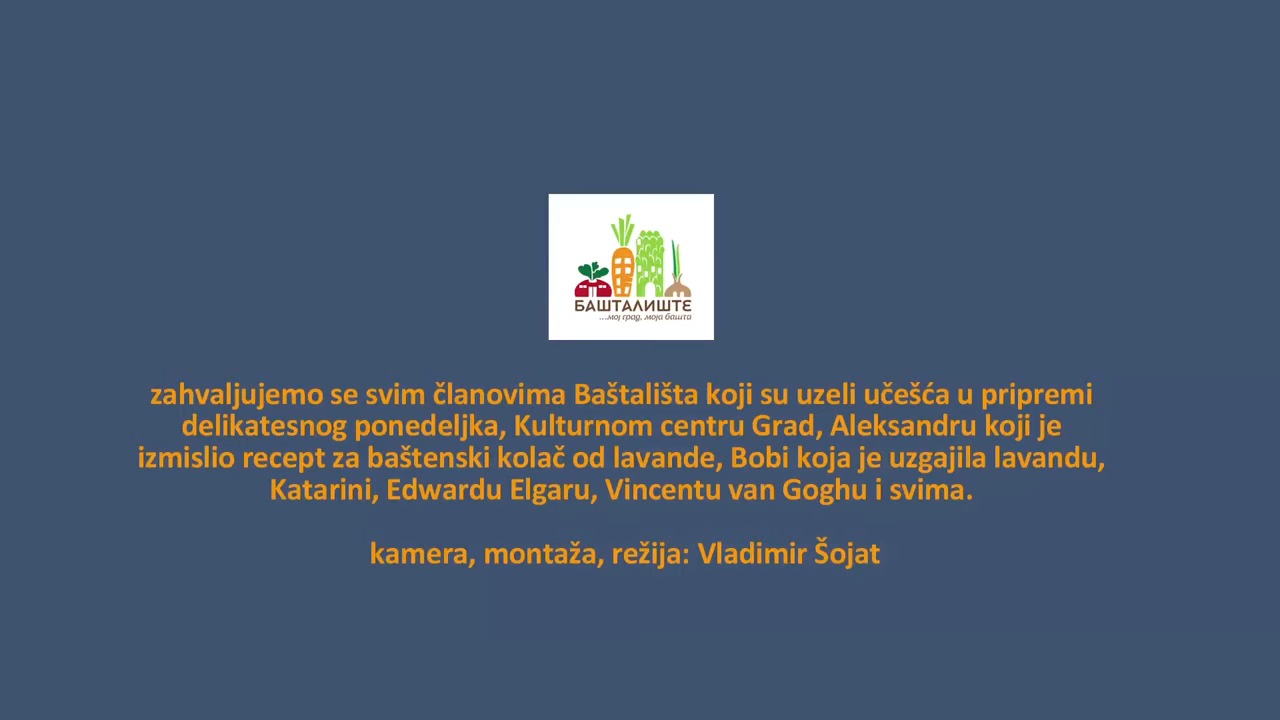 БАШТАЛИШТЕ
...мој град, моја башта
zahvaljujemo se svim članovima Baštališta koji su uzeli učešća u pripremi
delikatesnog ponedeljka, Kulturnom centru Grad, Aleksandru koji je
izmislio recept za baštenski kolač od lavande, Bobi koja je uzgajila lavandu,
Katarini, Edwardu Elgaru, Vincentu van Goghu i svima.
kamera, montaža, režija: Vladimir Šojat